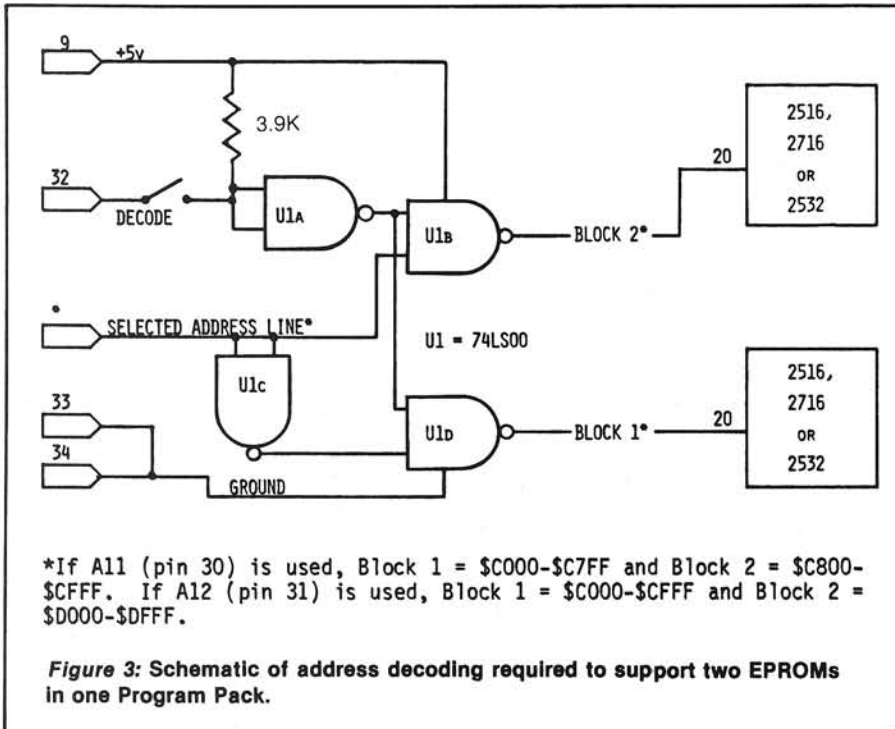 9
+5v
3.9K
2516,
2716
OR
2532
20
32
DECODE
U1A
U1B
BLOCK 2*
*
SELECTED ADDRESS LINE*
U1 = 74LS00
U1C
33
34
GROUND
U1D
BLOCK 1*
20
2516,
2716
OR
2532
*If A11 (pin 30) is used, Block 1 = $C000-$C7FF and Block 2 = $C800-
$CFFF. If A12 (pin 31) is used, Block 1 = $C000-$CFFF and Block 2 =
$D000-$DFFF.
Figure 3: Schematic of address decoding required to support two EPROMs
in one Program Pack.